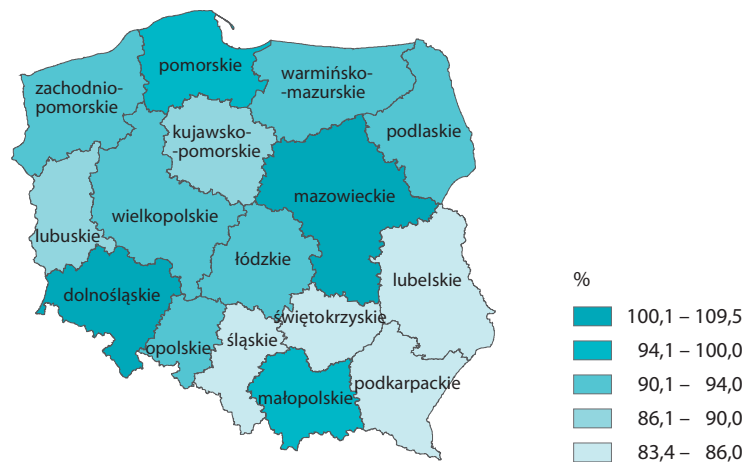 pomorskie
warmińsko-
-mazurskie
zachodnio-
pomorskie
podlaskie
kujawsko-
-pomorskie
mazowieckie
wielkopolskie
lubuskie
łódzkie
lubelskie
dolnośląskie
świętokrzyskie
opolskie
śląskie
podkarpackie
małopolskie
%
100,1 – 109,5
94,1 – 100,0
90,1 – 94,0
86,1 – 90,0
83,4 – 86,0